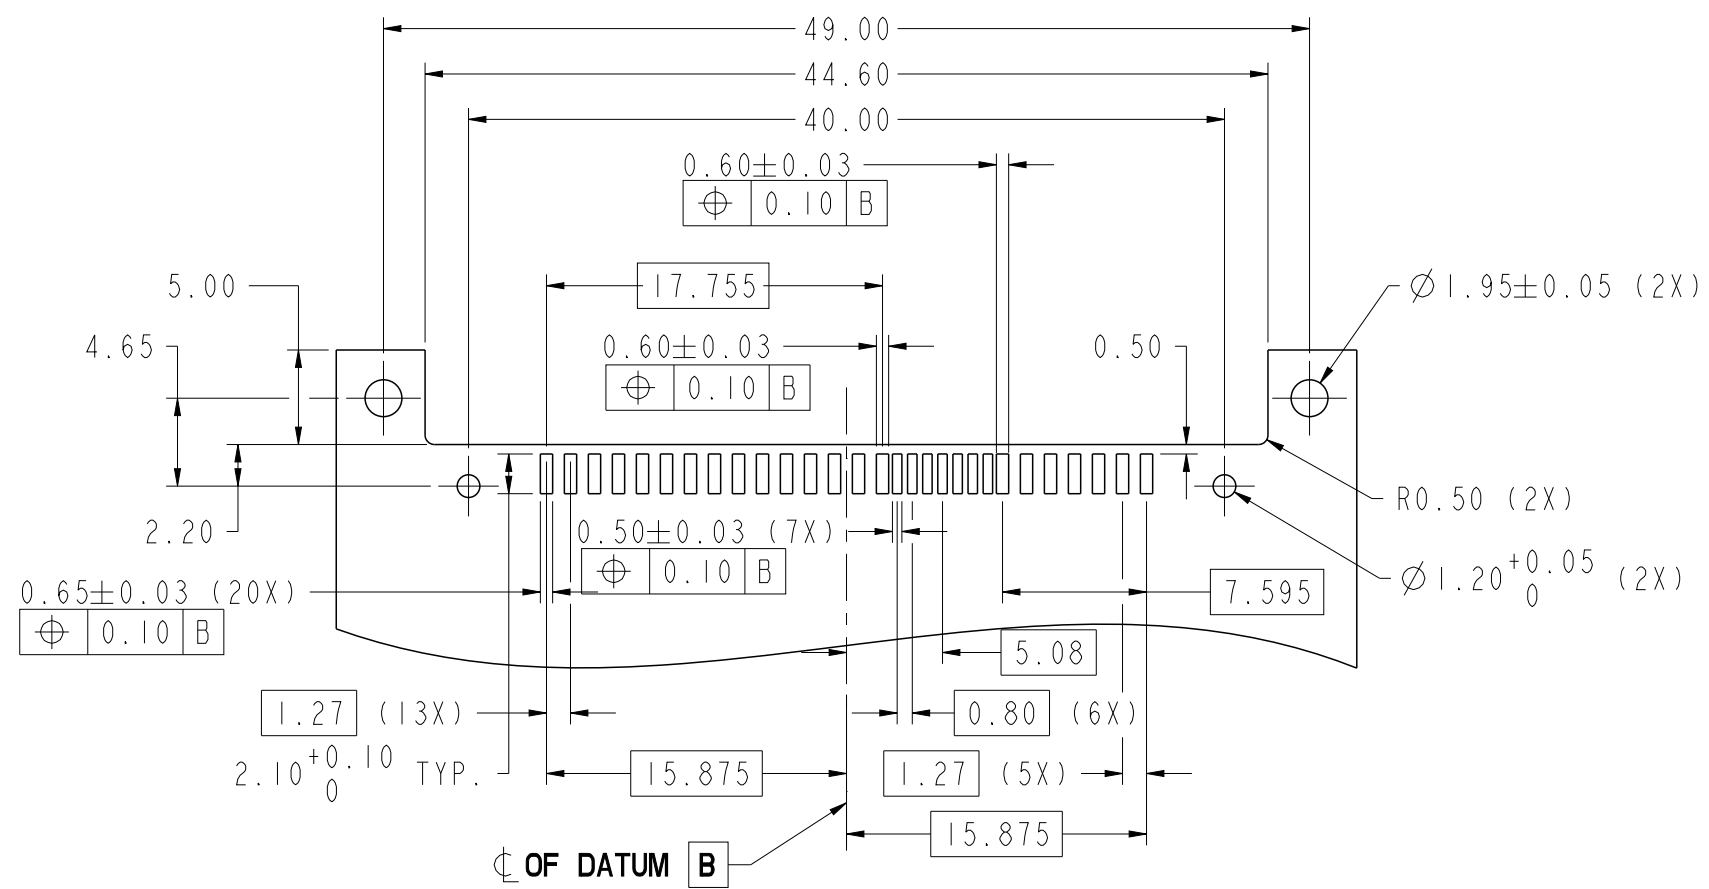 49.00
44.60
40.00
0.60±0.03
⌖ 0.10 B
17.755
5.00
⌀1.95±0.05 (2X)
4.65
0.60±0.03
⌖ 0.10 B
0.50
R0.50 (2X)
2.20
0.50±0.03 (7X)
⌖ 0.10 B
⌀1.20 +0.05 0 (2X)
0.65±0.03 (20X)
⌖ 0.10 B
7.595
5.08
1.27 (13X)
0.80 (6X)
2.10 +0.10 0 TYP.
15.875
1.27 (5X)
15.875
℄ OF DATUM B